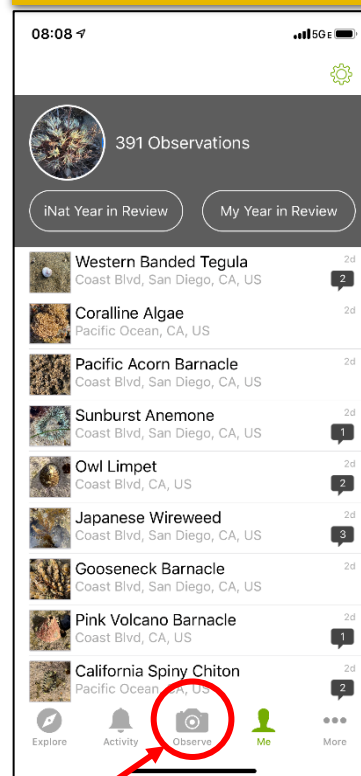 08:08
5G E
391 Observations
iNat Year in Review
My Year in Review
Western Banded Tegula
2d
Coast Blvd, San Diego, CA, US
2
Coralline Algae
2d
Pacific Ocean, CA, US
Pacific Acorn Barnacle
2d
Coast Blvd, San Diego, CA, US
Sunburst Anemone
2d
Coast Blvd, San Diego, CA, US
1
Owl Limpet
2d
Coast Blvd, CA, US
2
Japanese Wireweed
2d
Coast Blvd, San Diego, CA, US
3
Gooseneck Barnacle
2d
Coast Blvd, San Diego, CA, US
Pink Volcano Barnacle
2d
Coast Blvd, CA, US
1
California Spiny Chiton
2d
Pacific Ocean, CA, US
2
Explore
Activity
Observe
Me
More